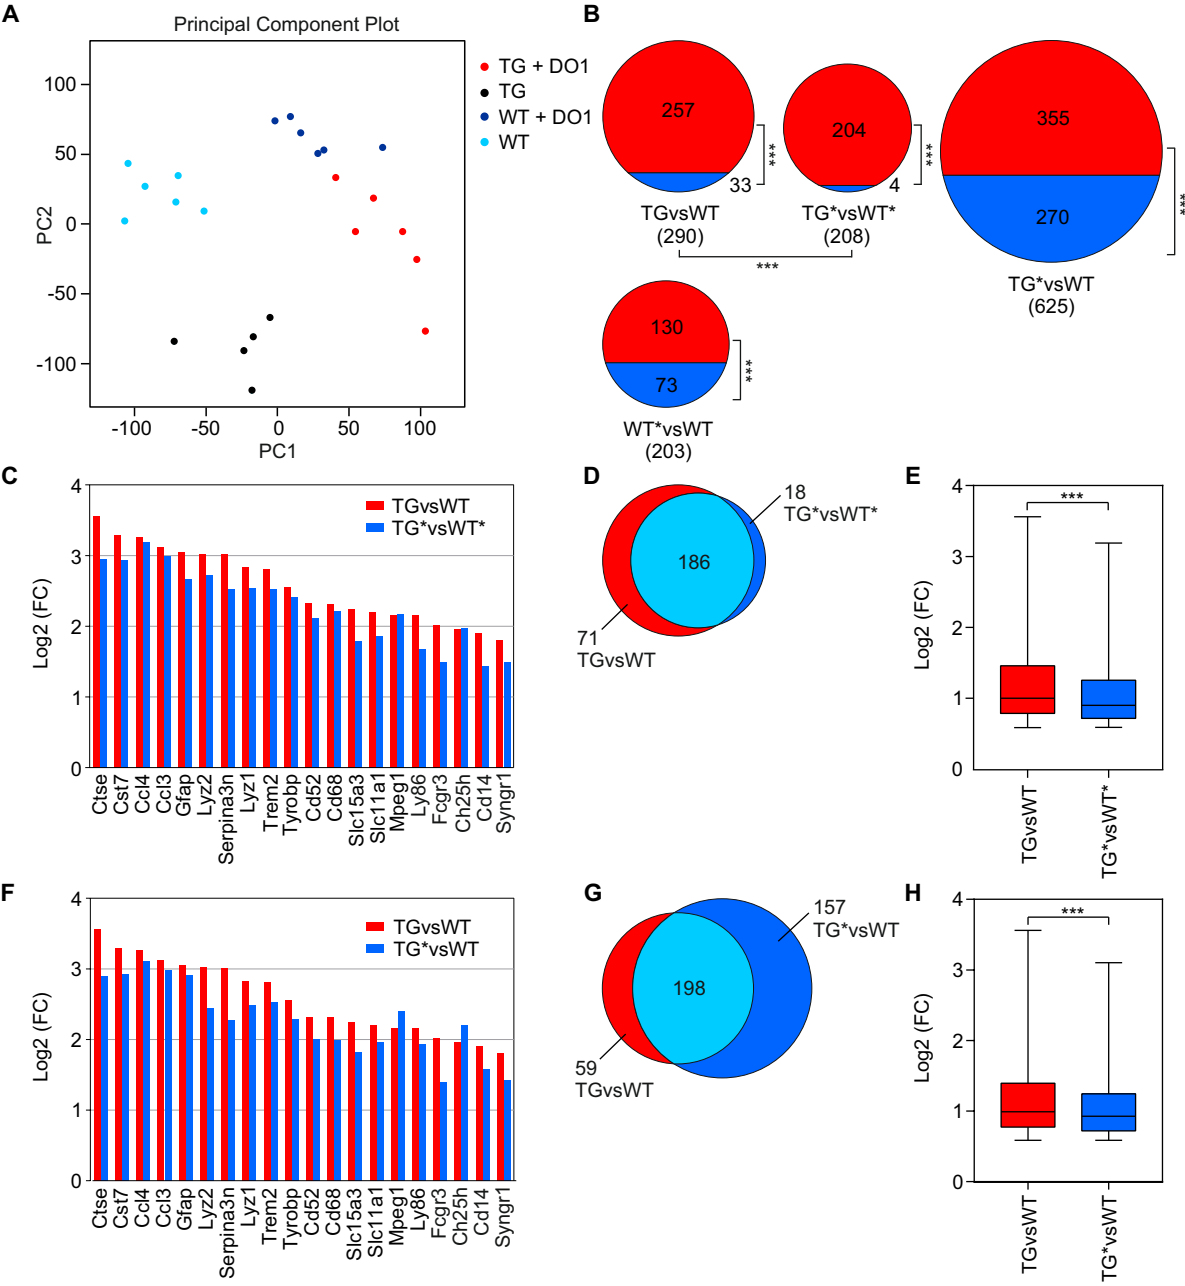 A
Principal Component Plot
100
50
0
-50
-100
PC2
-100
-50
0
50
100
PC1
TG + DO1
TG
WT + DO1
WT
B
257
33
***
TGvsWT
(290)
204
4
***
TG*vsWT*
(208)
***
355
270
***
TG*vsWT
(625)
130
73
***
WT*vsWT
(203)
C
4
3
2
1
0
Log2 (FC)
TGvsWT
TG*vsWT*
Ctse
Cst7
Ccl4
Ccl3
Gfap
Lyz2
Serpina3n
Lyz1
Trem2
Tyrobp
Cd52
Cd68
Slc15a3
Slc11a1
Mpeg1
Ly86
Fcgr3
Ch25h
Cd14
Syngr1
D
18
TG*vsWT*
186
71
TGvsWT
E
4
3
2
1
0
Log2 (FC)
***
TGvsWT
TG*vsWT*
F
4
3
2
1
0
Log2 (FC)
TGvsWT
TG*vsWT
Ctse
Cst7
Ccl4
Ccl3
Gfap
Lyz2
Serpina3n
Lyz1
Trem2
Tyrobp
Cd52
Cd68
Slc15a3
Slc11a1
Mpeg1
Ly86
Fcgr3
Ch25h
Cd14
Syngr1
G
157
TG*vsWT
198
59
TGvsWT
H
4
3
2
1
0
Log2 (FC)
***
TGvsWT
TG*vsWT